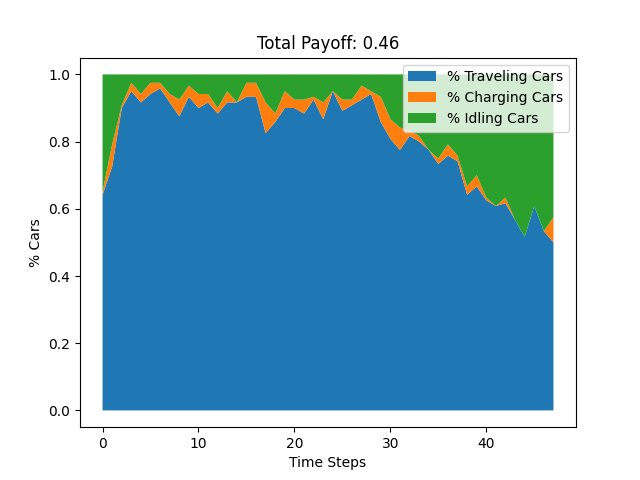 Total Payoff: 0.46
% Traveling Cars
% Charging Cars
% Idling Cars
1.0
0.8
0.6
0.4
0.2
0.0
% Cars
0 10 20 30 40
Time Steps